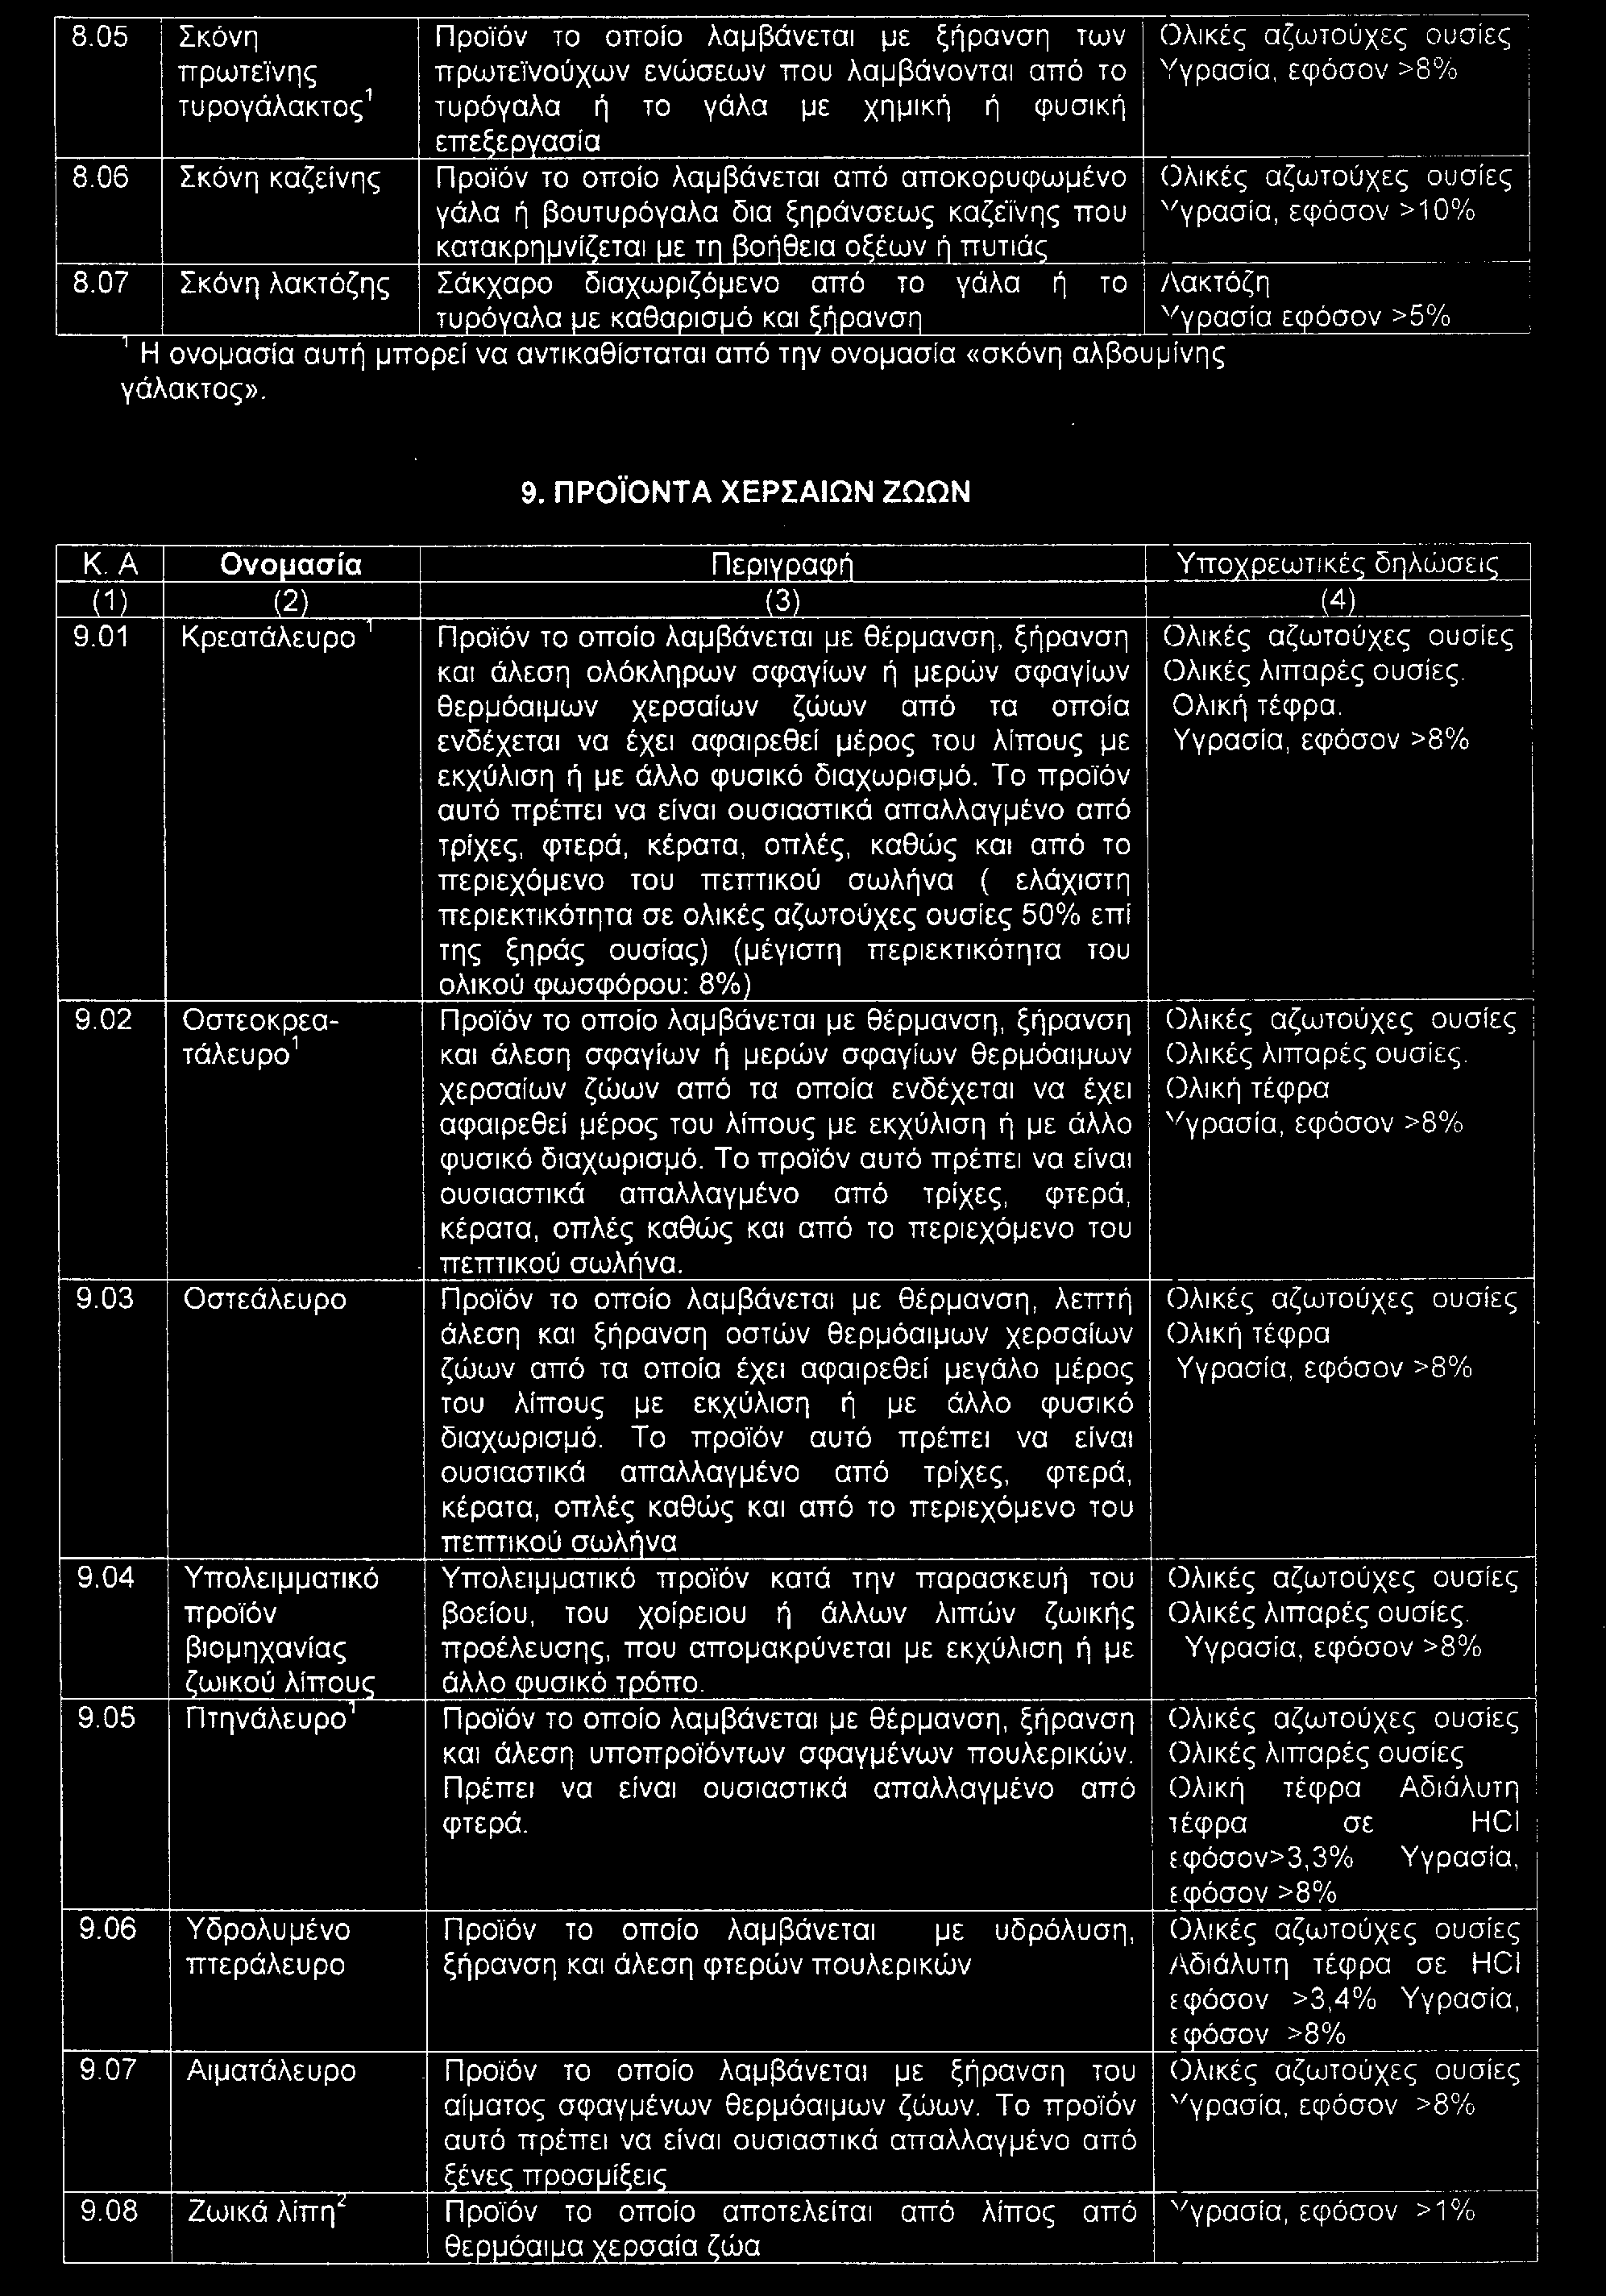 8.05 Σκόνη Προϊόν το οποίο λαμβάνεται με ξήρανση των Ολικές αζωτούχες ουσίες
πρωτεϊνης πρωτεϊνούχων ενώσεων που λαμβάνονται από το Υγρασία, εφόσον >8%
τυρογάλακτος¹ τυρόγαλα ή το γάλα με χημική ή φυσική
επεξεργασία
8.06 Σκόνη καζείνης Προϊόν το οποίο λαμβάνεται από αποκορυφωμένο Ολικές αζωτούχες ουσίες
γάλα ή βουτυρόγαλα δια ξηράνσεως καζεΐνης που Υγρασία, εφόσον >10%
κατακρημνίζεται με τη βοήθεια οξέων ή πυτιάς
8.07 Σκόνη λακτόζης Σάκχαρο διαχωριζόμενο από το γάλα ή το Λακτόζη
τυρόγαλα με καθαρισμό και ξήρανση Υγρασία εφόσον >5%
¹ Η ονομασία αυτή μπορεί να αντικαθίσταται από την ονομασία «σκόνη αλβουμίνης
γάλακτος».
9. ΠΡΟΪΟΝΤΑ ΧΕΡΣΑΙΩΝ ΖΩΩΝ
Κ. Α Ονομασία Περιγραφή Υποχρεωτικές δηλώσεις
(1) (2) (3) (4)
9.01 Κρεατάλευρο ¹ Προϊόν το οποίο λαμβάνεται με θέρμανση, ξήρανση Ολικές αζωτούχες ουσίες
και άλεση ολόκληρων σφαγίων ή μερών σφαγίων Ολικές λιπαρές ουσίες.
θερμόαιμων χερσαίων ζώων από τα οποία Ολική τέφρα.
ενδέχεται να έχει αφαιρεθεί μέρος του λίπους με Υγρασία, εφόσον >8%
εκχύλιση ή με άλλο φυσικό διαχωρισμό. Το προϊόν
αυτό πρέπει να είναι ουσιαστικά απαλλαγμένο από
τρίχες, φτερά, κέρατα, οπλές, καθώς και από το
περιεχόμενο του πεπτικού σωλήνα ( ελάχιστη
περιεκτικότητα σε ολικές αζωτούχες ουσίες 50% επί
της ξηράς ουσίας) (μέγιστη περιεκτικότητα του
ολικού φωσφόρου: 8%)
9.02 Οστεοκρεα- Προϊόν το οποίο λαμβάνεται με θέρμανση, ξήρανση Ολικές αζωτούχες ουσίες
τάλευρο¹ και άλεση σφαγίων ή μερών σφαγίων θερμόαιμων Ολικές λιπαρές ουσίες.
χερσαίων ζώων από τα οποία ενδέχεται να έχει Ολική τέφρα
αφαιρεθεί μέρος του λίπους με εκχύλιση ή με άλλο Υγρασία, εφόσον >8%
φυσικό διαχωρισμό. Το προϊόν αυτό πρέπει να είναι
ουσιαστικά απαλλαγμένο από τρίχες, φτερά,
κέρατα, οπλές καθώς και από το περιεχόμενο του
πεπτικού σωλήνα.
9.03 Οστεάλευρο Προϊόν το οποίο λαμβάνεται με θέρμανση, λεπτή Ολικές αζωτούχες ουσίες
άλεση και ξήρανση οστών θερμόαιμων χερσαίων Ολική τέφρα
ζώων από τα οποία έχει αφαιρεθεί μεγάλο μέρος Υγρασία, εφόσον >8%
του λίπους με εκχύλιση ή με άλλο φυσικό
διαχωρισμό. Το προϊόν αυτό πρέπει να είναι
ουσιαστικά απαλλαγμένο από τρίχες, φτερά,
κέρατα, οπλές καθώς και από το περιεχόμενο του
πεπτικού σωλήνα
9.04 Υπολειμματικό Υπολειμματικό προϊόν κατά την παρασκευή του Ολικές αζωτούχες ουσίες
προϊόν βοείου, του χοίρειου ή άλλων λιπών ζωικής Ολικές λιπαρές ουσίες.
βιομηχανίας προέλευσης, που απομακρύνεται με εκχύλιση ή με Υγρασία, εφόσον >8%
ζωικού λίπους άλλο φυσικό τρόπο.
9.05 Πτηνάλευρο¹ Προϊόν το οποίο λαμβάνεται με θέρμανση, ξήρανση Ολικές αζωτούχες ουσίες
και άλεση υποπροϊόντων σφαγμένων πουλερικών. Ολικές λιπαρές ουσίες
Πρέπει να είναι ουσιαστικά απαλλαγμένο από Ολική τέφρα Αδιάλυτη
φτερά. τέφρα σε HCl
εφόσον>3,3% Υγρασία,
εφόσον >8%
9.06 Υδρολυμένο Προϊόν το οποίο λαμβάνεται με υδρόλυση, Ολικές αζωτούχες ουσίες
πτεράλευρο ξήρανση και άλεση φτερών πουλερικών Αδιάλυτη τέφρα σε HCl
εφόσον >3,4% Υγρασία,
εφόσον >8%
9.07 Αιματάλευρο Προϊόν το οποίο λαμβάνεται με ξήρανση του Ολικές αζωτούχες ουσίες
αίματος σφαγμένων θερμόαιμων ζώων. Το προϊόν Υγρασία, εφόσον >8%
αυτό πρέπει να είναι ουσιαστικά απαλλαγμένο από
ξένες προσμίξεις
9.08 Ζωικά λίπη² Προϊόν το οποίο αποτελείται από λίπος από Υγρασία, εφόσον >1%
θερμόαιμα χερσαία ζώα